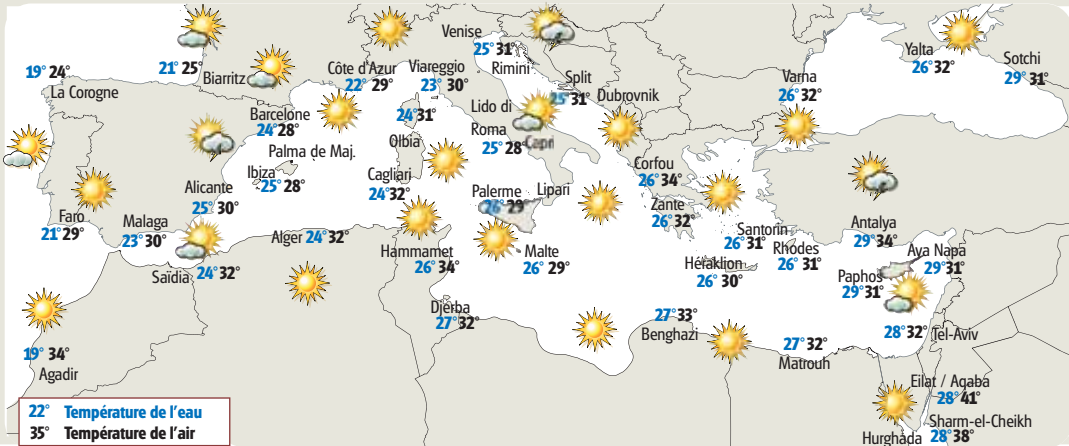 Venise
25° 31°
Rimini
Yalta
26° 32°
Sotchi
29° 31°
19° 24°
La Corogne
21° 25°
Biarritz
Côte d'Azur
22° 29°
Viareggio
23° 30°
Split
25° 31°
Dubrovnik
Varna
26° 32°
Barcelone
24° 28°
24° 31°
Olbia
Lido di
Roma
25° 28°
Capri
Palma de Maj.
Ibiza
25° 28°
Cagliari
24° 32°
Corfou
26° 34°
Alicante
25° 30°
Palerme
26° 29°
Lipari
Zante
26° 32°
Faro
21° 29°
Malaga
23° 30°
Alger 24° 32°
Hammamet
26° 34°
Malte
26° 29°
Santorin
26° 31°
Héraklion
26° 30°
Rhodes
26° 31°
Antalya
29° 34°
Aya Napa
29° 31°
Paphos
29° 31°
Saïdia
24° 32°
Djerba
27° 32°
27° 33°
Benghazi
27° 32°
Matrouh
28° 32° Tel-Aviv
19° 34°
Agadir
Eilat / Aqaba
28° 41°
Sharm-el-Cheikh
28° 38°
Hurghada
22° Température de l'eau
35° Température de l'air